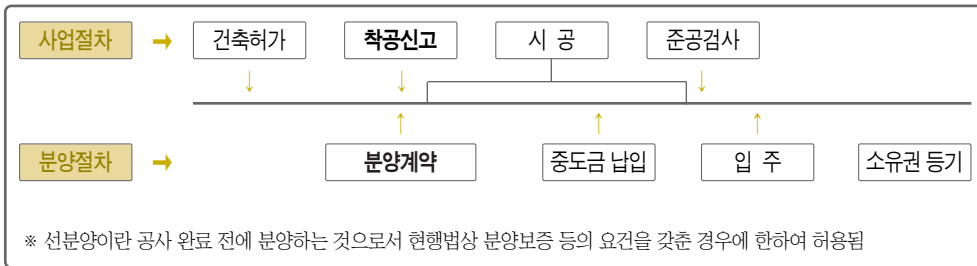 사업절차 → 건축허가 착공신고 시 공 준공검사
분양절차 → 분양계약 중도금 납입 입 주 소유권 등기
※ 선분양이란 공사 완료 전에 분양하는 것으로서 현행법상 분양보증 등의 요건을 갖춘 경우에 한하여 허용됨